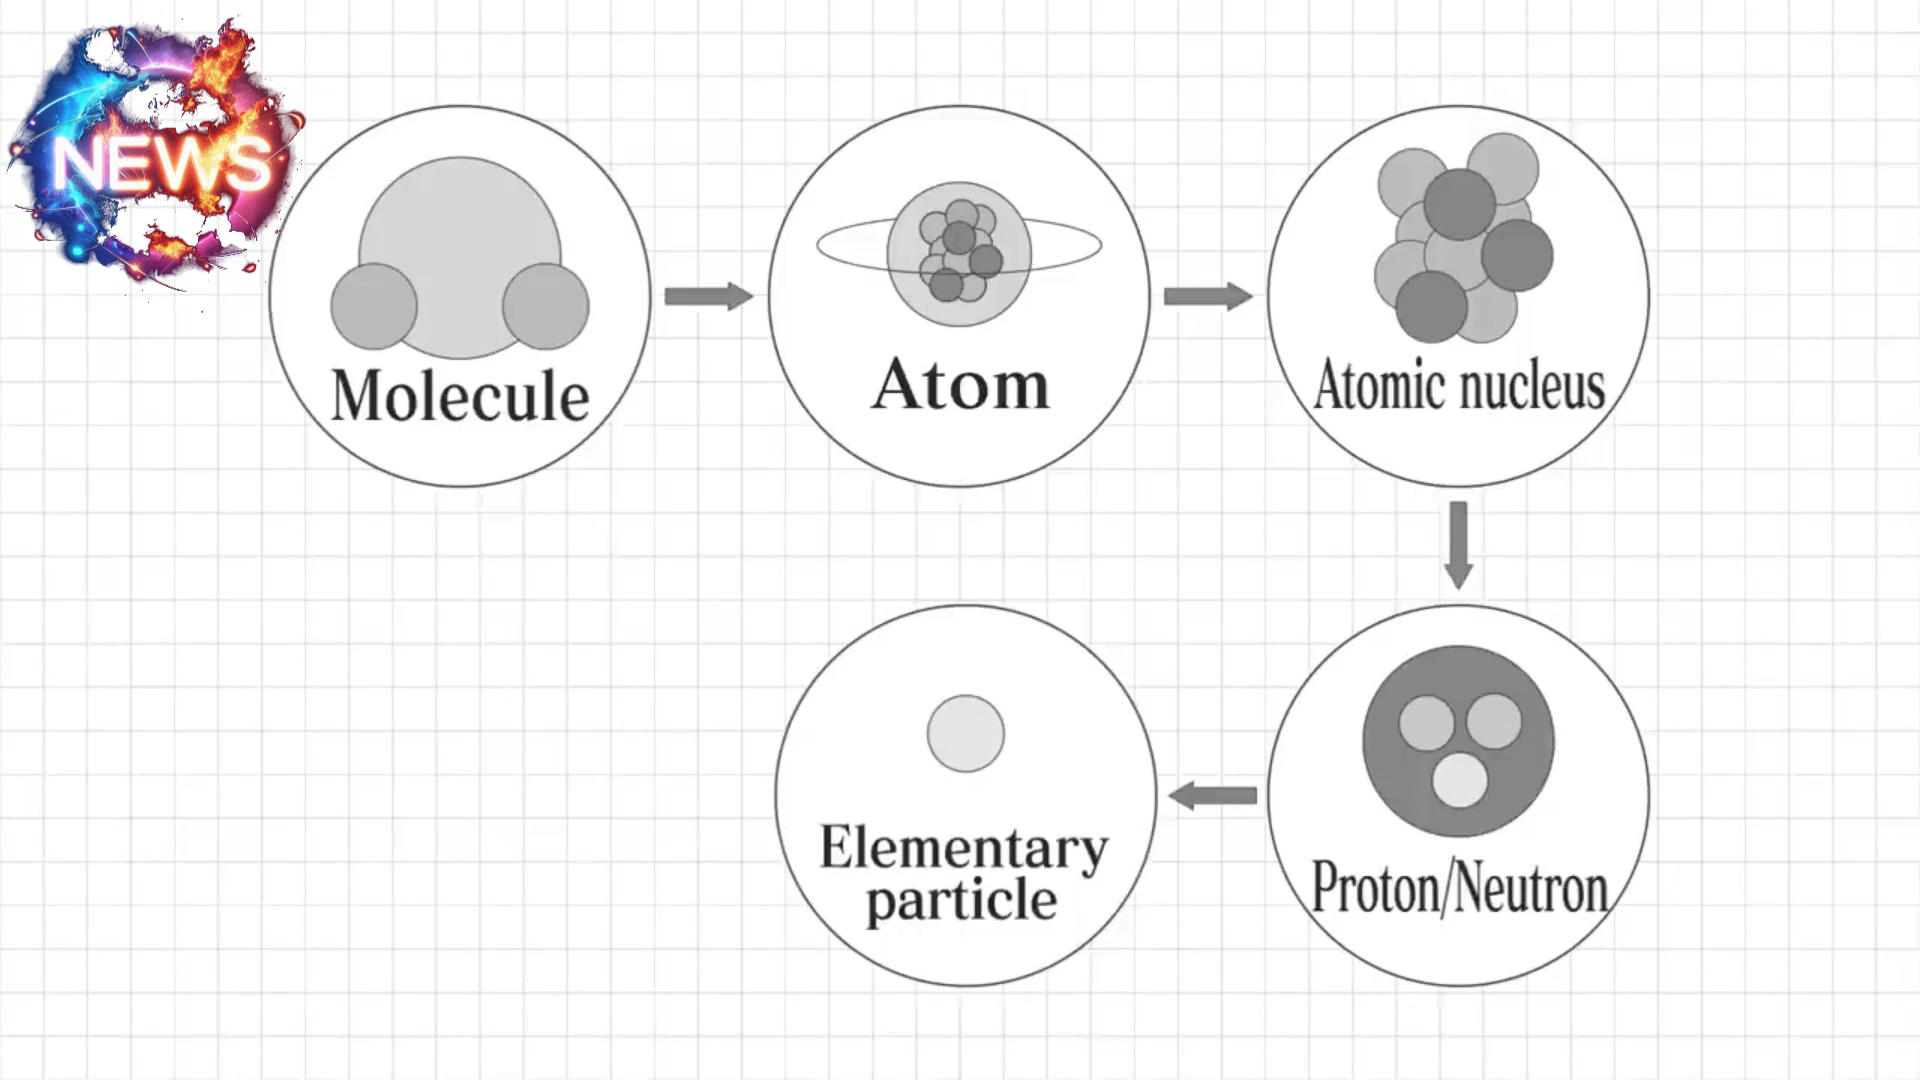 NEWS
Molecule
Atom
Atomic nucleus
Elementary
particle
Proton/Neutron